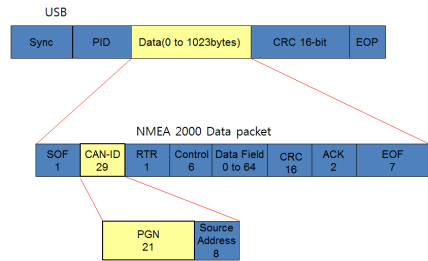 USB
Sync PID Data(0 to 1023bytes) CRC 16-bit EOP
NMEA 2000 Data packet
SOF CAN-ID RTR Control Data Field CRC ACK EOF
1 29 1 6 0 to 64 16 2 7
PGN Source
21 Address
8